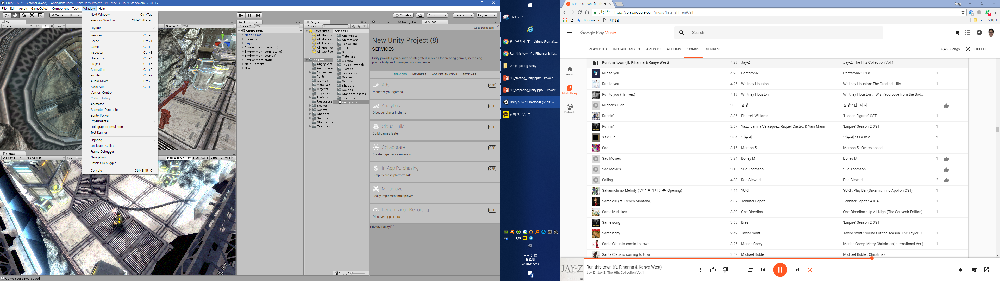 Unity 5.6.6f2 Personal (64bit) - AngryBots.unity - New Unity Project - PC, Mac & Linux Standalone <DX11>
File Edit Assets GameObject Component Tools Window Help
Center Local
Collab Account Layers Layout
Next Window Ctrl+Tab
Previous Window Ctrl+Shift+Tab
Layouts
Services Ctrl+0
Scene Ctrl+1
Game Ctrl+2
Inspector Ctrl+3
Hierarchy Ctrl+4
Project Ctrl+5
Animation Ctrl+6
Profiler Ctrl+7
Audio Mixer Ctrl+8
Asset Store Ctrl+9
Version Control
Collab History
Animator
Animator Parameter
Sprite Packer
Experimental
Holographic Emulation
Test Runner
Lighting
Occlusion Culling
Frame Debugger
Navigation
Physics Debugger
Console Ctrl+Shift+C
Scene
Shaded 2D Gizmos All
Game
Display 1 Free Aspect Scale Maximize On Play Mute Audio Stats Gizmos
Game score not loaded
Hierarchy
Create All
AngryBots
MoodBoxes
Enemies
Player
Environment(dynamic)
Environment(semi-static)
Environment(sounds)
Environment(static)
Main Camera
Misc
Project
Create
Favorites
All Materia
All Models
All Prefabs
All Modifie
All Conflict
Assets
AngryBots
Animations
Explosions
Fonts
Gizmos
Materials
Objects
PhysicMate
Prefabs
Resources
Scenes
Scripts
Shaders
Sounds
Standard a
Textures
Assets
AngryBots
Animations
Explosions
Fonts
Gizmos
Materials
Objects
PhysicMaterials
Prefabs
Resources
Scenes
Scripts
Shaders
Sounds
Standard assets
Textures
AngryBots
AngryB
Inspector Navigation Services
Go to Dashboard
New Unity Project (8)
SERVICES
Unity provides you a suite of integrated services for creating games, increasing
productivity and managing your audience.
SERVICES MEMBERS AGE DESIGNATION SETTINGS
Ads OFF
Monetize your games
Analytics OFF
Discover player insights
Cloud Build OFF
Build games faster
Collaborate OFF
Create together seamlessly
In-App Purchasing OFF
Simplify cross-platform IAP
Multiplayer OFF
Easily implement multiplayer
Performance Reporting OFF
Discover app errors
Privacy Policy
캡처 도구
받은편지함 (3) - airjung@gmail....
Run this town (ft. Rihanna & Ka...
02_preparing_unity
03_starting_unity.pptx - PowerP...
02_preparing_unity.pptx - Power...
Unity 5.6.6f2 Personal (64bit) - ...
한예진, 송인석
오후 5:48
월요일
2018-07-23
2
Run this town (ft. Rih
Jung
안전함 https://play.google.com/music/listen?hl=en#/all
3
앱 Bookmarks 대댓글 기타 북마크
Google Play Music
Search
PLAYLISTS INSTANT MIXES ARTISTS ALBUMS SONGS GENRES
5,453 Songs SHUFFLE
Home
Music library
Podcasts
Run this town (ft. Rihanna & Kanye West) 4:29 Jay-Z Jay-Z: The Hits Collection Vol.1
Run to you 4:26 Pentatonix Pentatonix : PTX 1
Run to you 4:25 Whitney Houston Whitney Houston: The Greatest Hits 1
Run to you (film ver.) 4:19 Whitney Houston Whitney Houston : I Wish You Love from the Bod...
Runner's High 3:55 윤상 윤상 4집 - 이사
Runnin' 3:36 Pharrell Williams 'Hidden Figures' OST 1
Runnin' 2:57 Yazz, Jamila Velazquez, Raquel Castro, & Yani Marin 'Empire' Season 2 OST 1
s t e l l a 3:04 이루마 이루마 : f r a m e 3
Sad 3:15 Maroon 5 Maroon 5 : Overexposed 1
Sad Movies 3:24 Boney M Boney M 1
Sad Movies 3:15 Sue Thomson Sue Thomson
Sailing 4:38 Rod Stewart Rod Stewart 2
Sakamichi no Melody ('언덕길의 아폴론' Opening) 4:44 YUKI YUKI : Play Ball(Sakamichi no Apollon OST) 1
Same girl (ft. French Montana) 4:07 Jennifer Lopez Jennifer Lopez : A.K.A. 1
Same Mistakes 3:39 One Direction One Direction : Up All Night(The Souvenir Edition) 1
Same song 3:58 Brez 'Empire' Season 2 OST
Santa baby 2:42 Taylor Swift Taylor Swift : Sounds of the season 'The Taylor S... 1
Santa Claus is comin' to town 3:25 Mariah Carey Mariah Carey: Merry Christmas(International Ver.) 1
Santa Claus is coming to town 2:52 Michael Bublé Michael Bublé : Christmas
JAY-Z
Run this town (ft. Rihanna & Kanye West)
Jay-Z - Jay-Z: The Hits Collection Vol.1